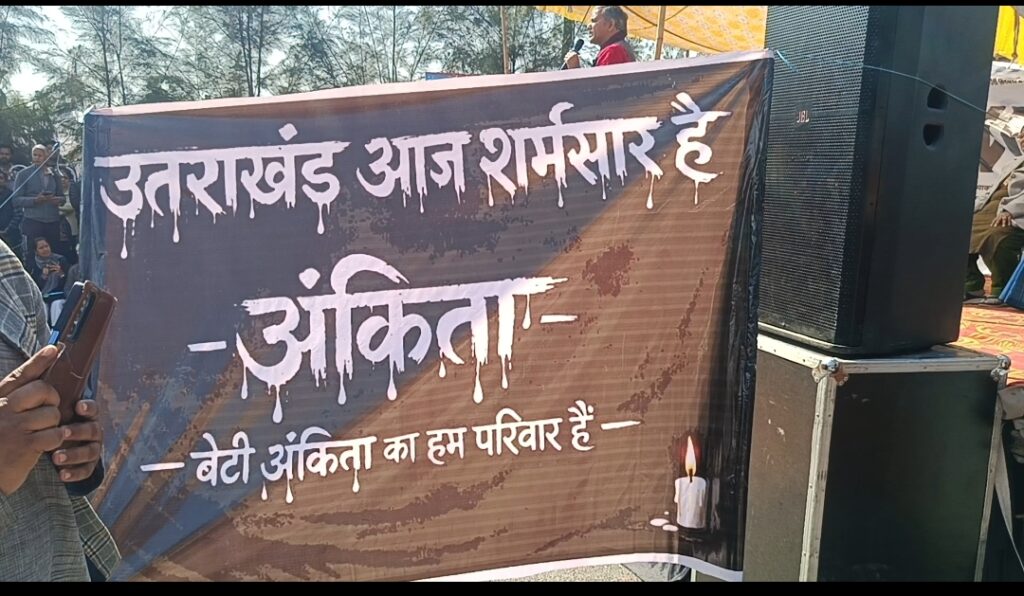 उतराखंड आज शर्मसार है
- अंकिता -
- बेटी अंकिता का हम परिवार हैं -
JBL